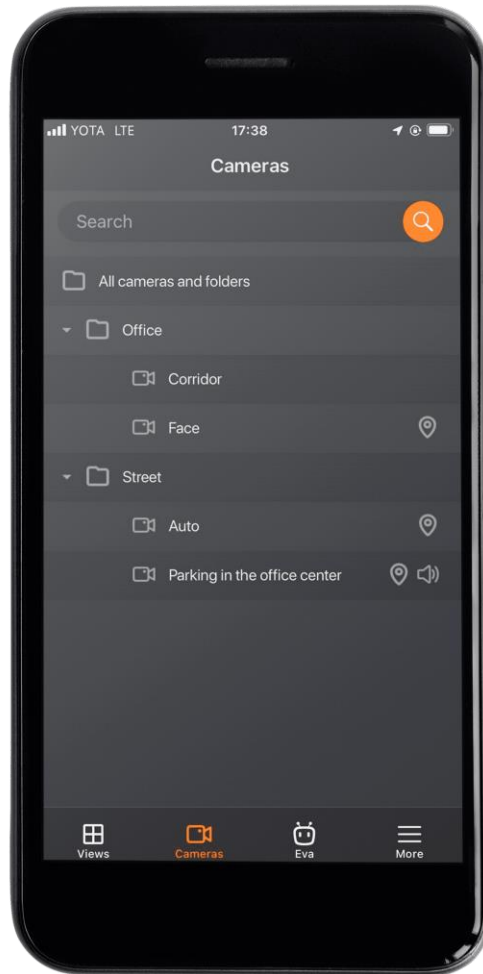 YOTA LTE 17:38
Cameras
Search
All cameras and folders
Office
Corridor
Face
Street
Auto
Parking in the office center
Views Cameras Eva More